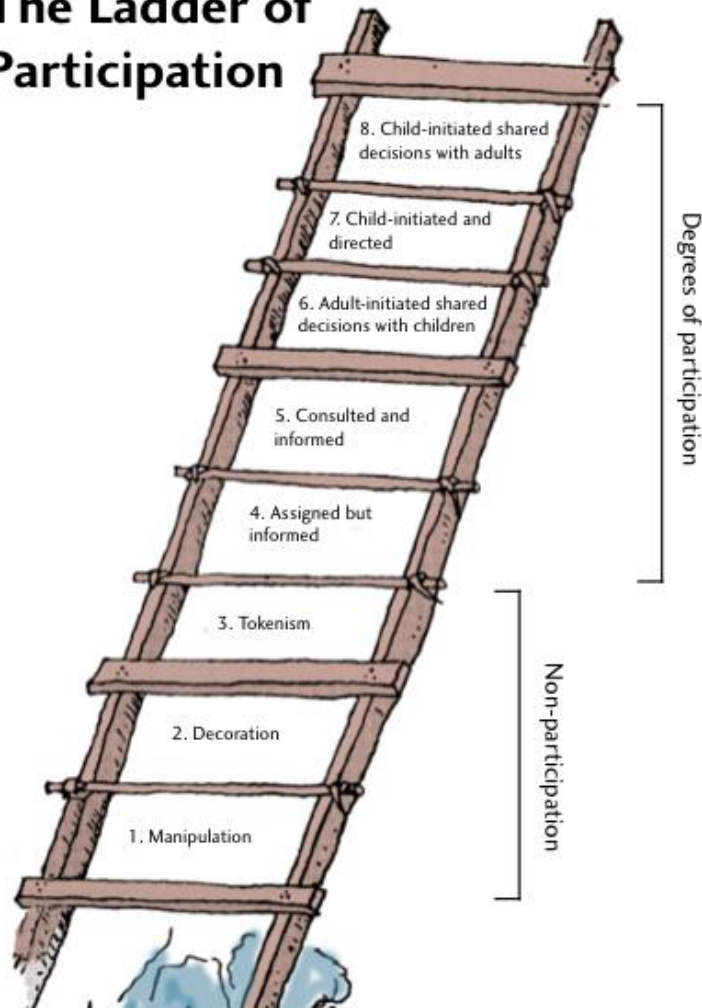 The Ladder of
Participation
8. Child-initiated shared
decisions with adults
7. Child-initiated and
directed
6. Adult-initiated shared
decisions with children
5. Consulted and
informed
4. Assigned but
informed
3. Tokenism
2. Decoration
1. Manipulation
Degrees of participation
Non-participation